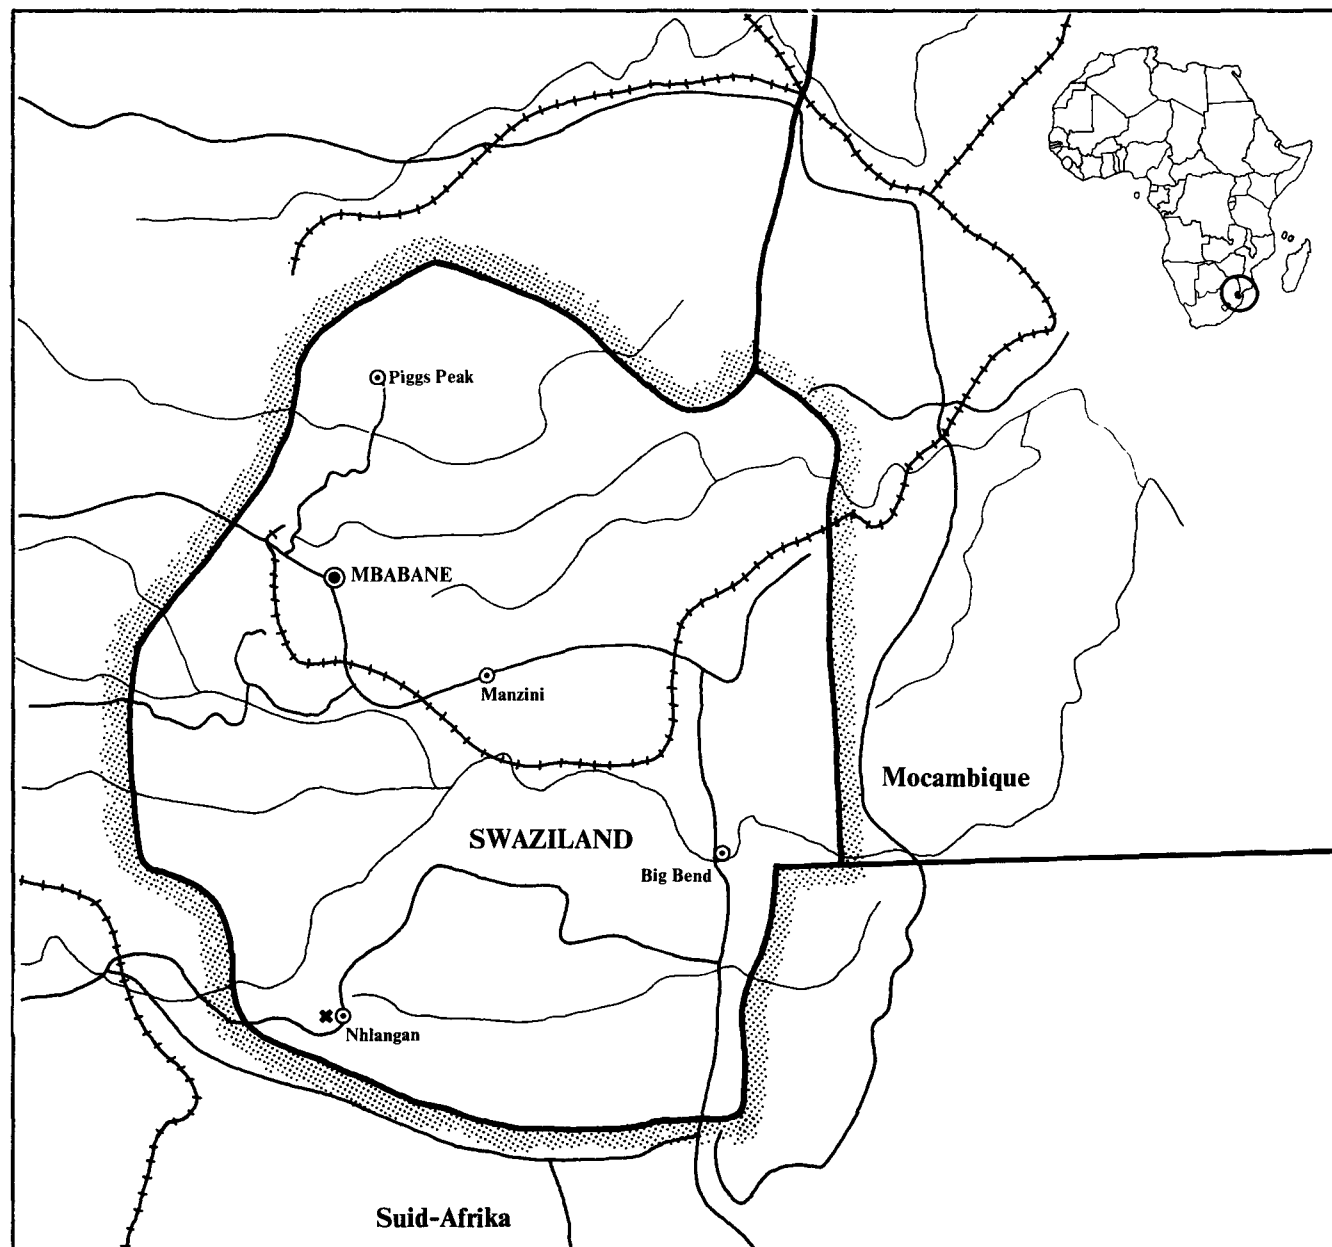 Piggs Peak
MBABANE
Manzini
Mocambique
SWAZILAND
Big Bend
Nhlangan
Suid-Afrika